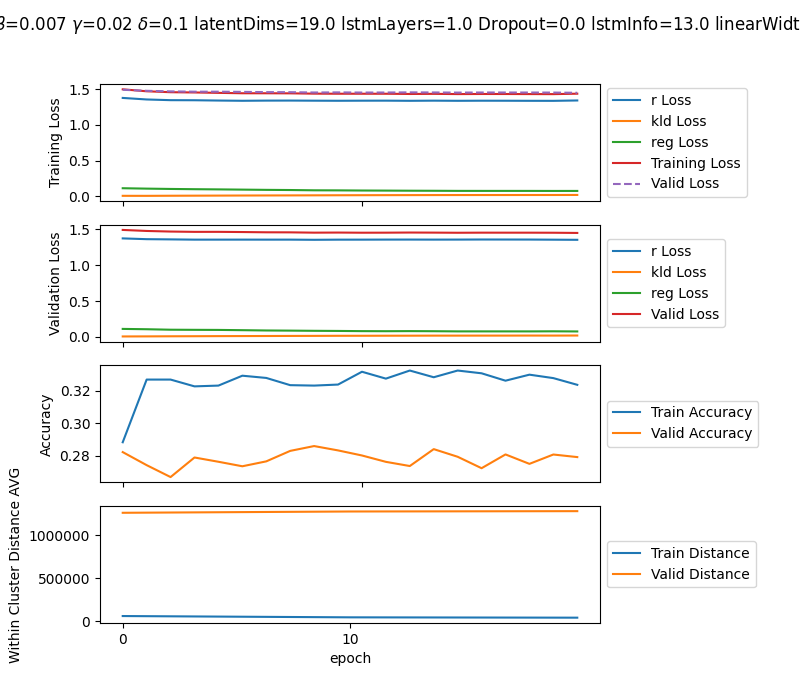 β=0.007 γ=0.02 δ=0.1 latentDims=19.0 lstmLayers=1.0 Dropout=0.0 lstmInfo=13.0 linearWidt
1.5
1.0
0.5
0.0
Training Loss
r Loss
kld Loss
reg Loss
Training Loss
Valid Loss
1.5
1.0
0.5
0.0
Validation Loss
r Loss
kld Loss
reg Loss
Valid Loss
0.32
0.30
0.28
Accuracy
Train Accuracy
Valid Accuracy
1000000
500000
0
Within Cluster Distance AVG
Train Distance
Valid Distance
0
10
epoch